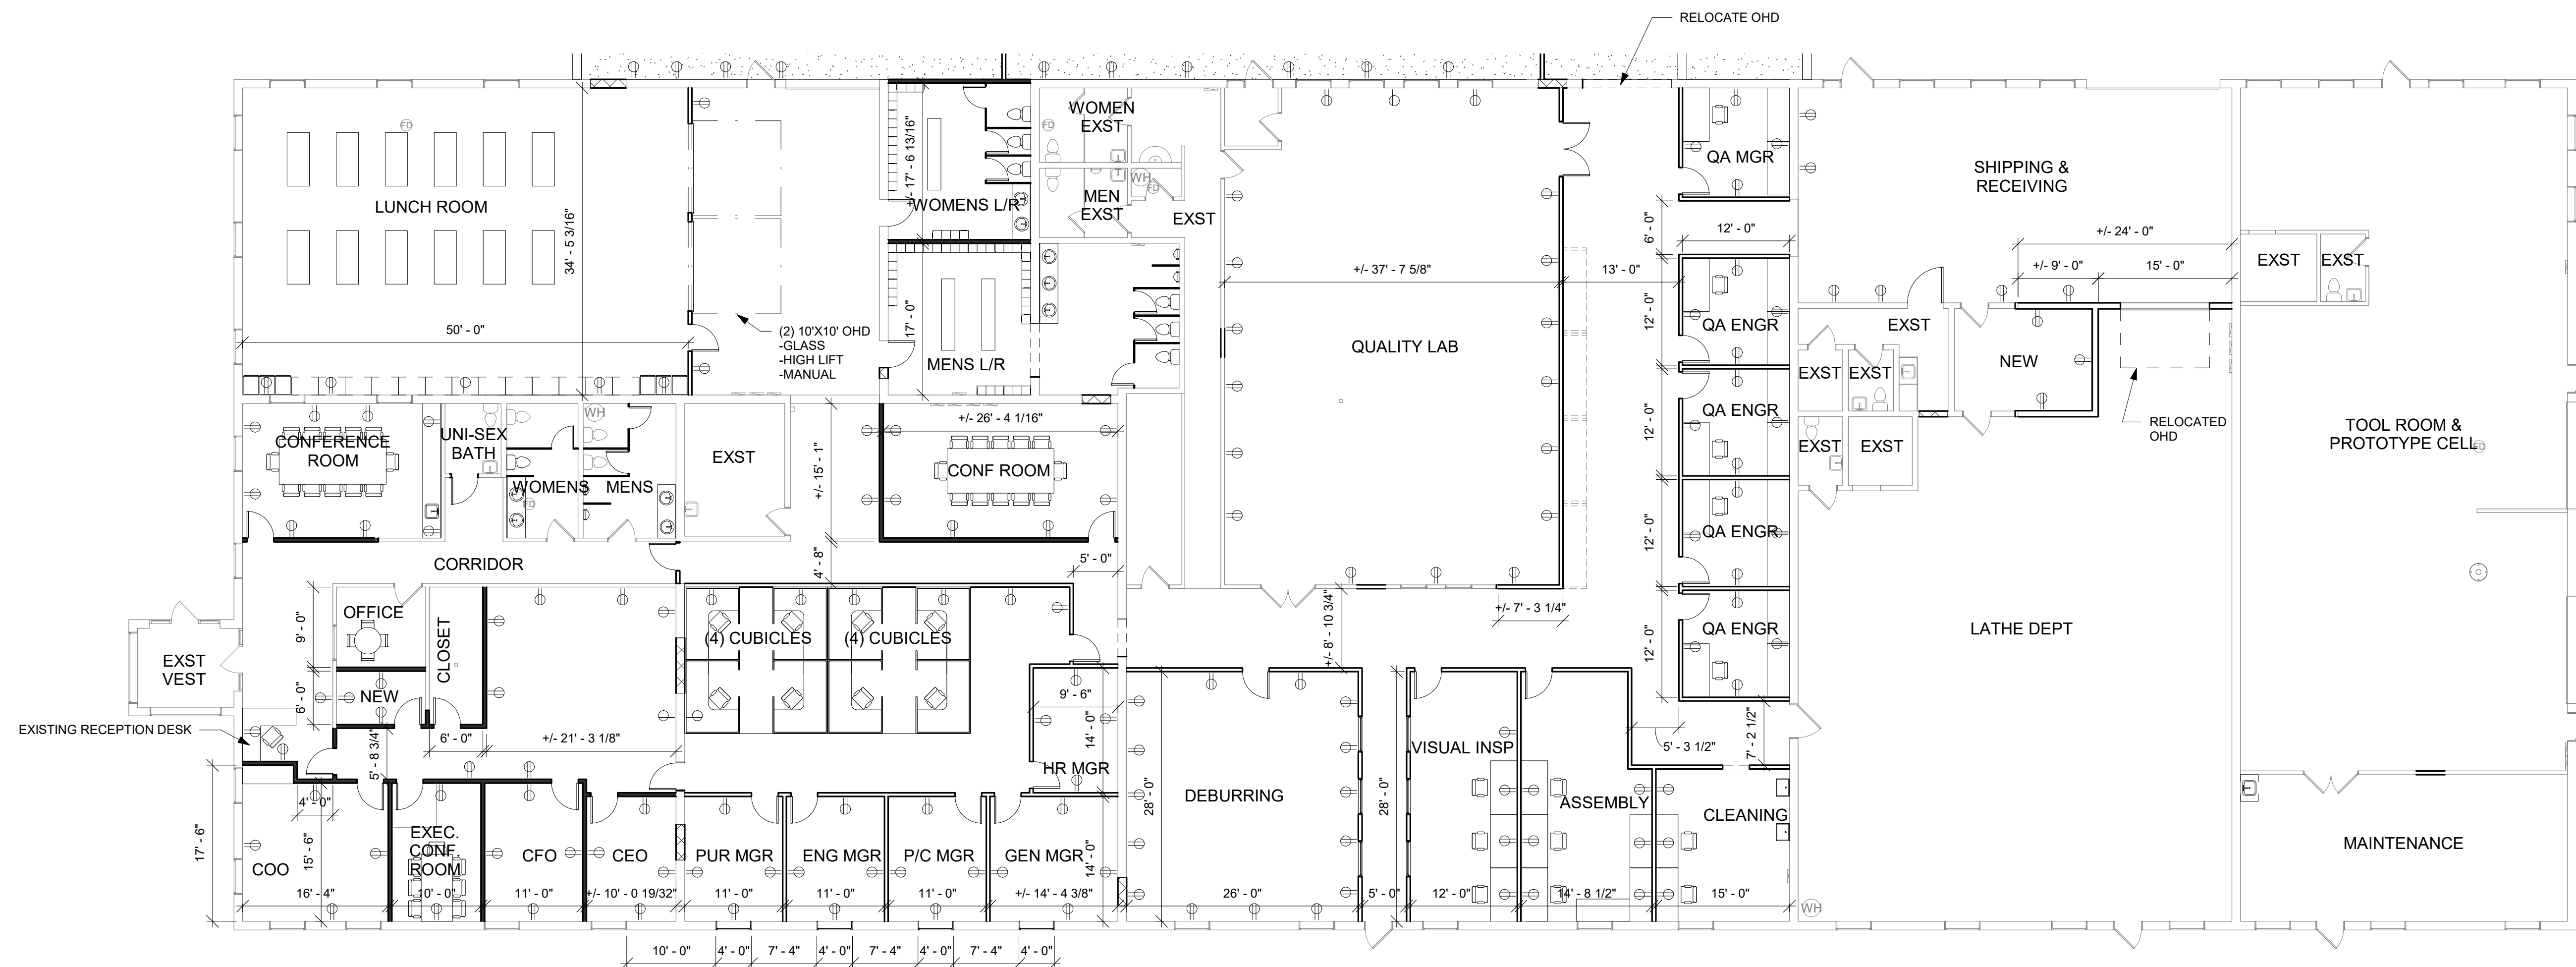 RELOCATE OHD
FD
LUNCH ROOM
34' - 5 3/16"
50' - 0"
(2) 10'X10' OHD
-GLASS
-HIGH LIFT
-MANUAL
+/- 17' - 6 13/16"
WOMENS L/R
17' - 0"
MENS L/R
WOMEN
EXST
FD
WH
FD
MEN
EXST
EXST
+/- 37' - 7 5/8"
13' - 0"
QUALITY LAB
QA MGR
6' - 0"
12' - 0"
12' - 0"
QA ENGR
12' - 0"
QA ENGR
12' - 0"
QA ENGR
12' - 0"
QA ENGR
SHIPPING &
RECEIVING
+/- 24' - 0"
+/- 9' - 0"
15' - 0"
EXST
EXST
EXST
NEW
EXST
EXST
EXST
EXST
RELOCATED
OHD
TOOL ROOM &
PROTOTYPE CELL
FD
LATHE DEPT
MAINTENANCE
WH
CONFERENCE
ROOM
UNI-SEX
BATH
WH
WOMENS
FD
MENS
EXST
+/- 15' - 1"
+/- 26' - 4 1/16"
CONF ROOM
CORRIDOR
4' - 8"
5' - 0"
EXST
VEST
EXISTING RECEPTION DESK
9' - 0"
OFFICE
CLOSET
6' - 0"
NEW
5' - 8 3/4"
6' - 0"
+/- 21' - 3 1/8"
(4) CUBICLES
(4) CUBICLES
9' - 6"
14' - 0"
HR MGR
+/- 8' - 10 3/4"
+/- 7' - 3 1/4"
28' - 0"
DEBURRING
26' - 0"
28' - 0"
5' - 0"
VISUAL INSP
12' - 0"
ASSEMBLY
14' - 8 1/2"
5' - 3 1/2"
7' - 2 1/2"
CLEANING
15' - 0"
17' - 6"
4' - 0"
15' - 6"
COO
16' - 4"
EXEC.
CONF.
ROOM
10' - 0"
CFO
11' - 0"
CEO
+/- 10' - 0 19/32"
PUR MGR
11' - 0"
ENG MGR
11' - 0"
P/C MGR
11' - 0"
GEN MGR
14' - 0"
+/- 14' - 4 3/8"
10' - 0"
4' - 0"
7' - 4"
4' - 0"
7' - 4"
4' - 0"
7' - 4"
4' - 0"